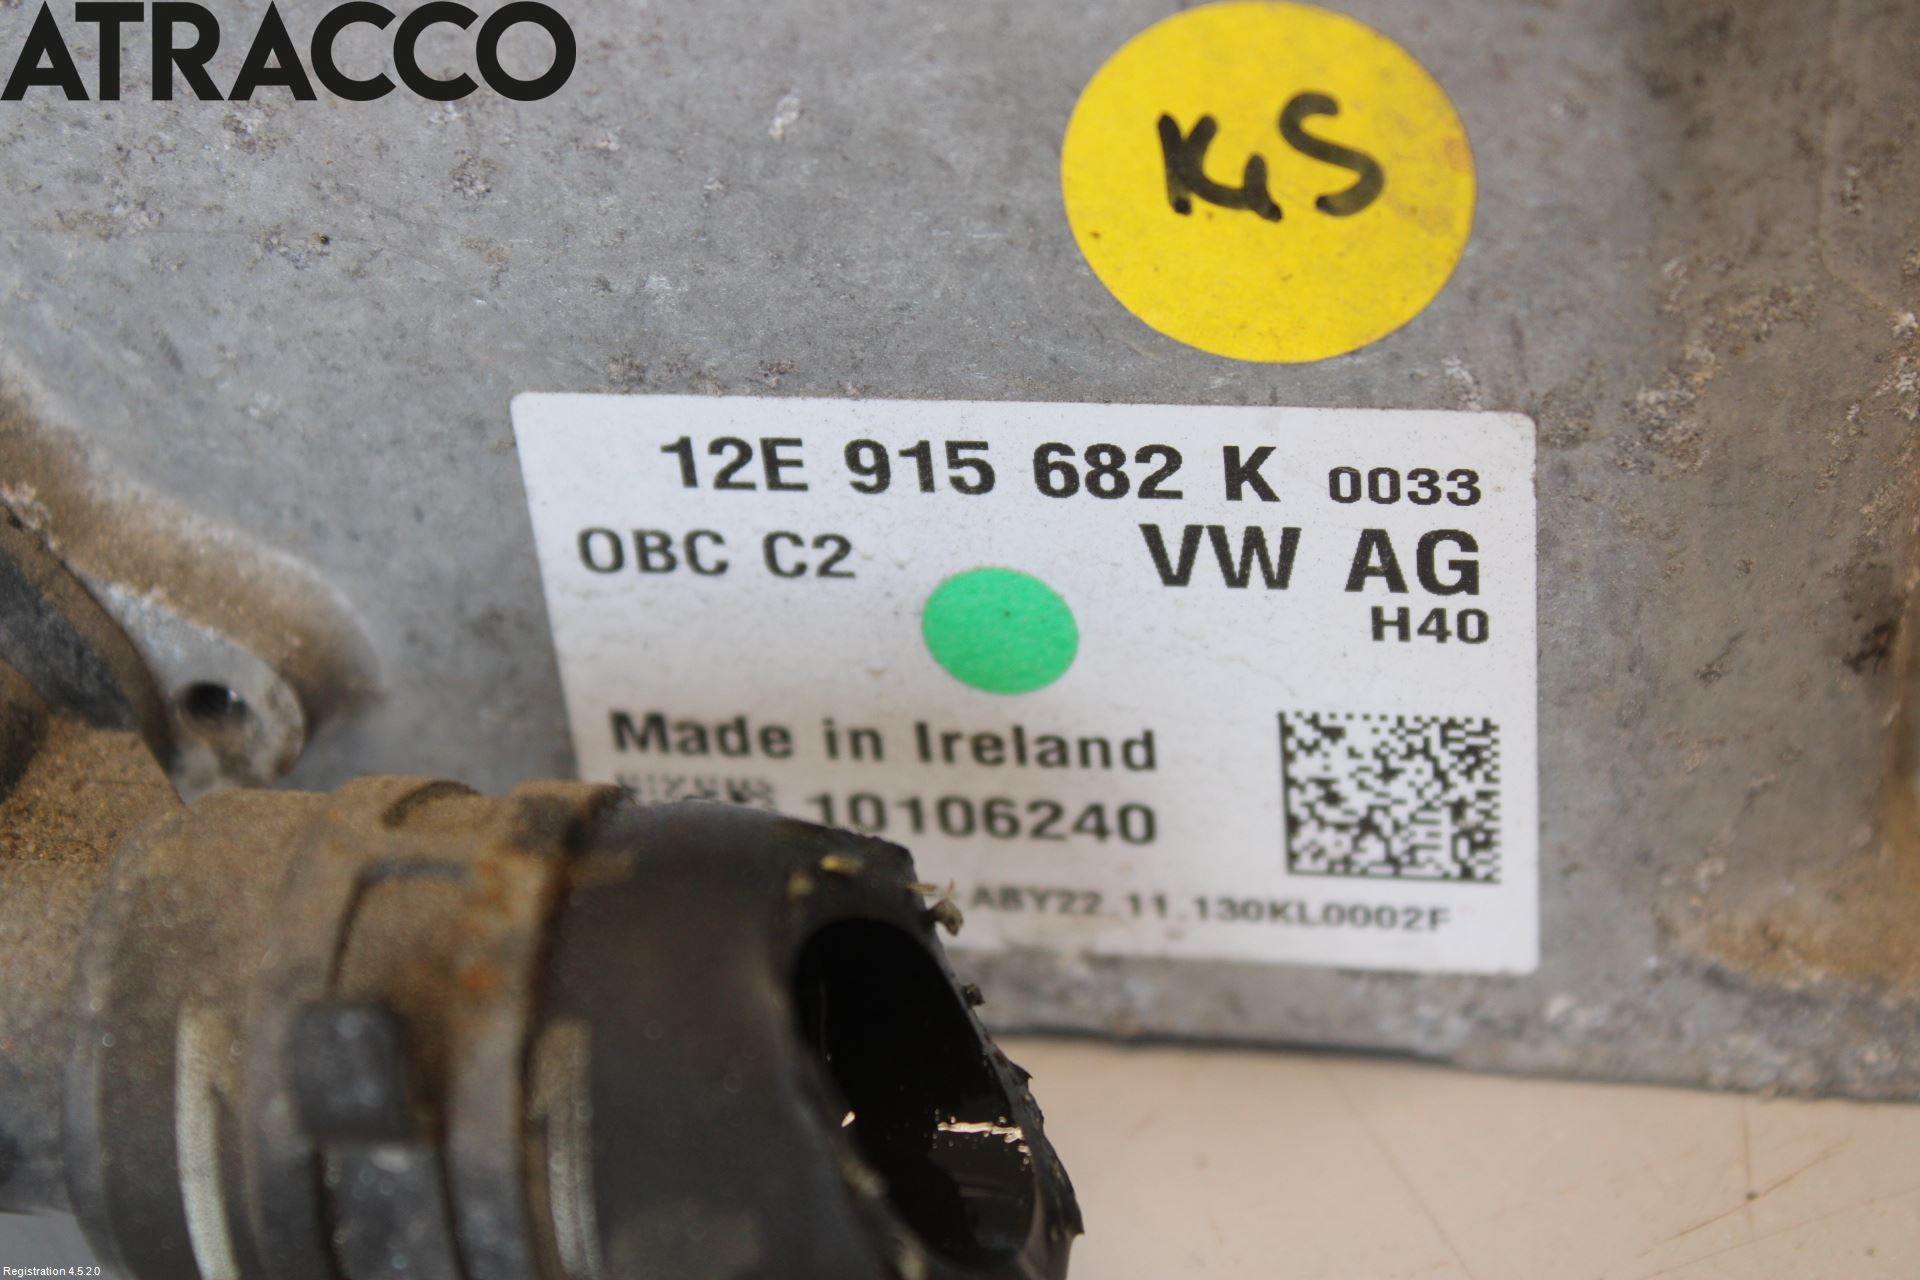 ATRACCO
KIS
12E 915 682 K 0033
OBC C2 VW AG
H40
Made in Ireland
10106240
ABY22.11.130KL0002F
Registration 4.5.2.0